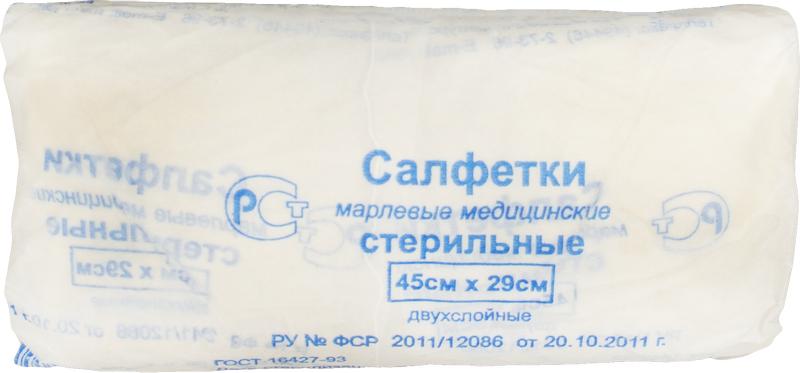 Салфетки
РСТ
марлевые медицинские
стерильные
45см х 29см
двухслойные
РУ № ФСР 2011/12086 от 20.10.2011 г.
ГОСТ 16427-93